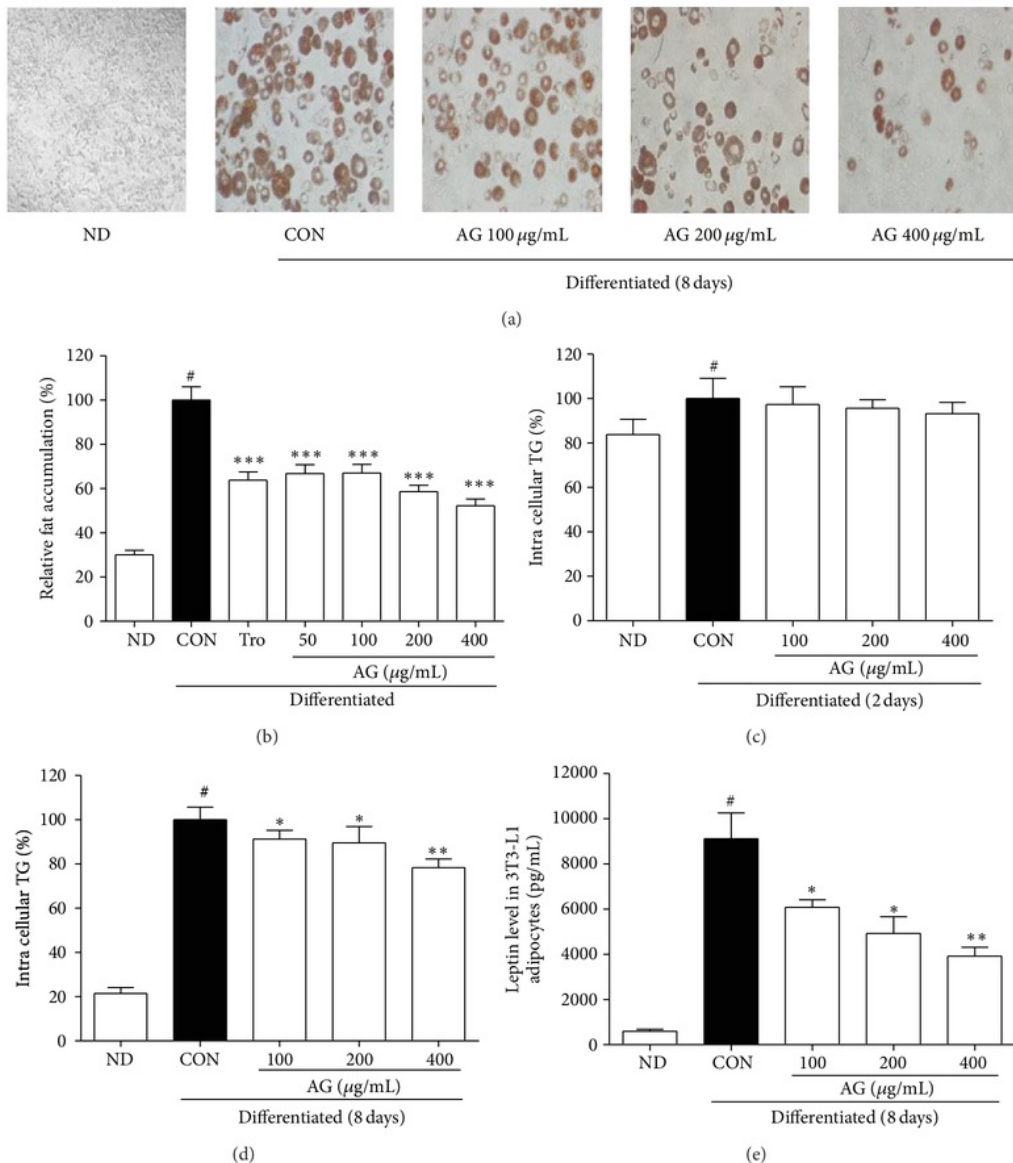 ND CON AG 100 μg/mL AG 200 μg/mL AG 400 μg/mL
Differentiated (8 days)
(a)
Relative fat accumulation (%)
120
100
80
60
40
20
0
#
*** *** *** *** ***
ND CON Tro 50 100 200 400
AG (μg/mL)
Differentiated
(b)
Intra cellular TG (%)
120
100
80
60
40
20
0
#
ND CON 100 200 400
AG (μg/mL)
Differentiated (2 days)
(c)
Intra cellular TG (%)
120
100
80
60
40
20
0
#
* * **
ND CON 100 200 400
AG (μg/mL)
Differentiated (8 days)
(d)
Leptin level in 3T3-L1
adipocytes (pg/mL)
12000
10000
8000
6000
4000
2000
0
#
* * **
ND CON 100 200 400
AG (μg/mL)
Differentiated (8 days)
(e)